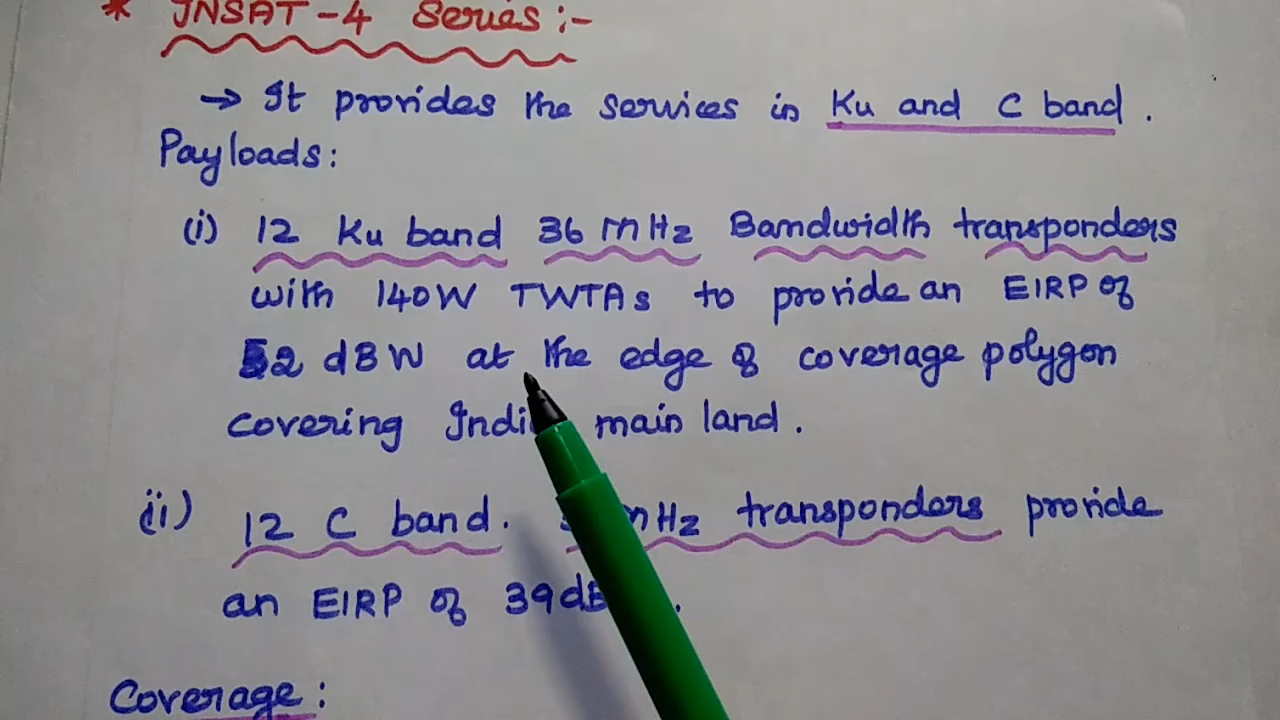 * INSAT-4 Series :-
→ It provides the services in Ku and C band.
Payloads:
(i) 12 Ku band 36 MHz Bandwidth transponders
with 140W TWTAs to provide an EIRP of
52 dBW at the edge of coverage polygon
covering main land.
(ii) 12 C band. transponders provide
an EIRP of
Coverage: